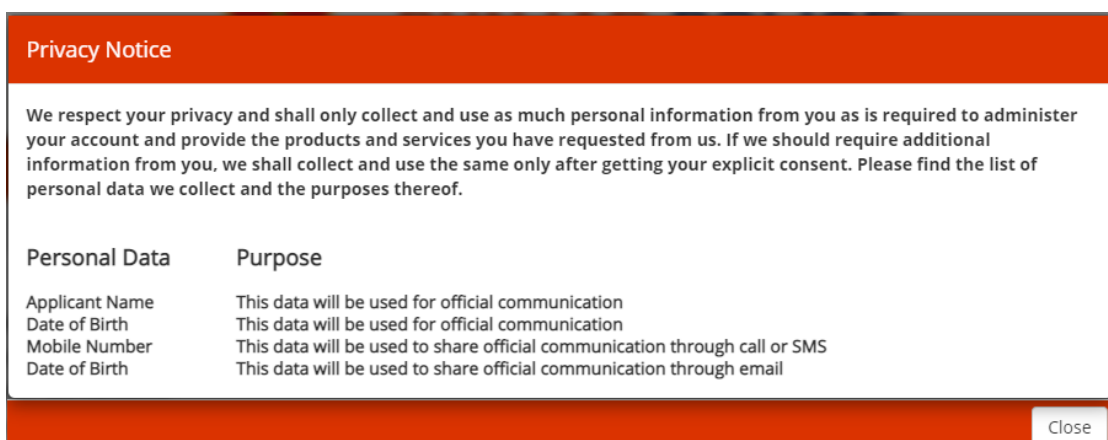 Privacy Notice
We respect your privacy and shall only collect and use as much personal information from you as is required to administer
your account and provide the products and services you have requested from us. If we should require additional
information from you, we shall collect and use the same only after getting your explicit consent. Please find the list of
personal data we collect and the purposes thereof.
Personal Data Purpose
Applicant Name This data will be used for official communication
Date of Birth This data will be used for official communication
Mobile Number This data will be used to share official communication through call or SMS
Date of Birth This data will be used to share official communication through email
Close